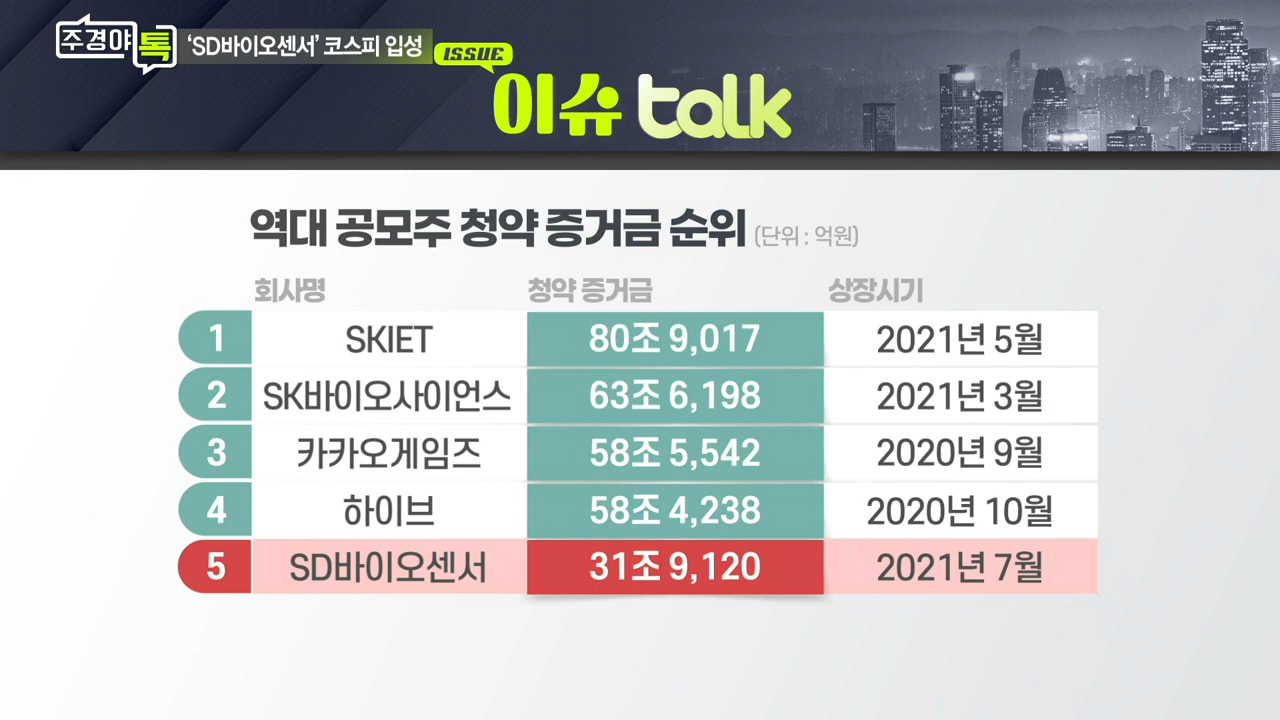 주경야톡 'SD바이오센서' 코스피 입성
ISSUE
이슈 talk
역대 공모주 청약 증거금 순위 (단위 : 억원)
회사명 청약 증거금 상장시기
1 SKIET 80조 9,017 2021년 5월
2 SK바이오사이언스 63조 6,198 2021년 3월
3 카카오게임즈 58조 5,542 2020년 9월
4 하이브 58조 4,238 2020년 10월
5 SD바이오센서 31조 9,120 2021년 7월